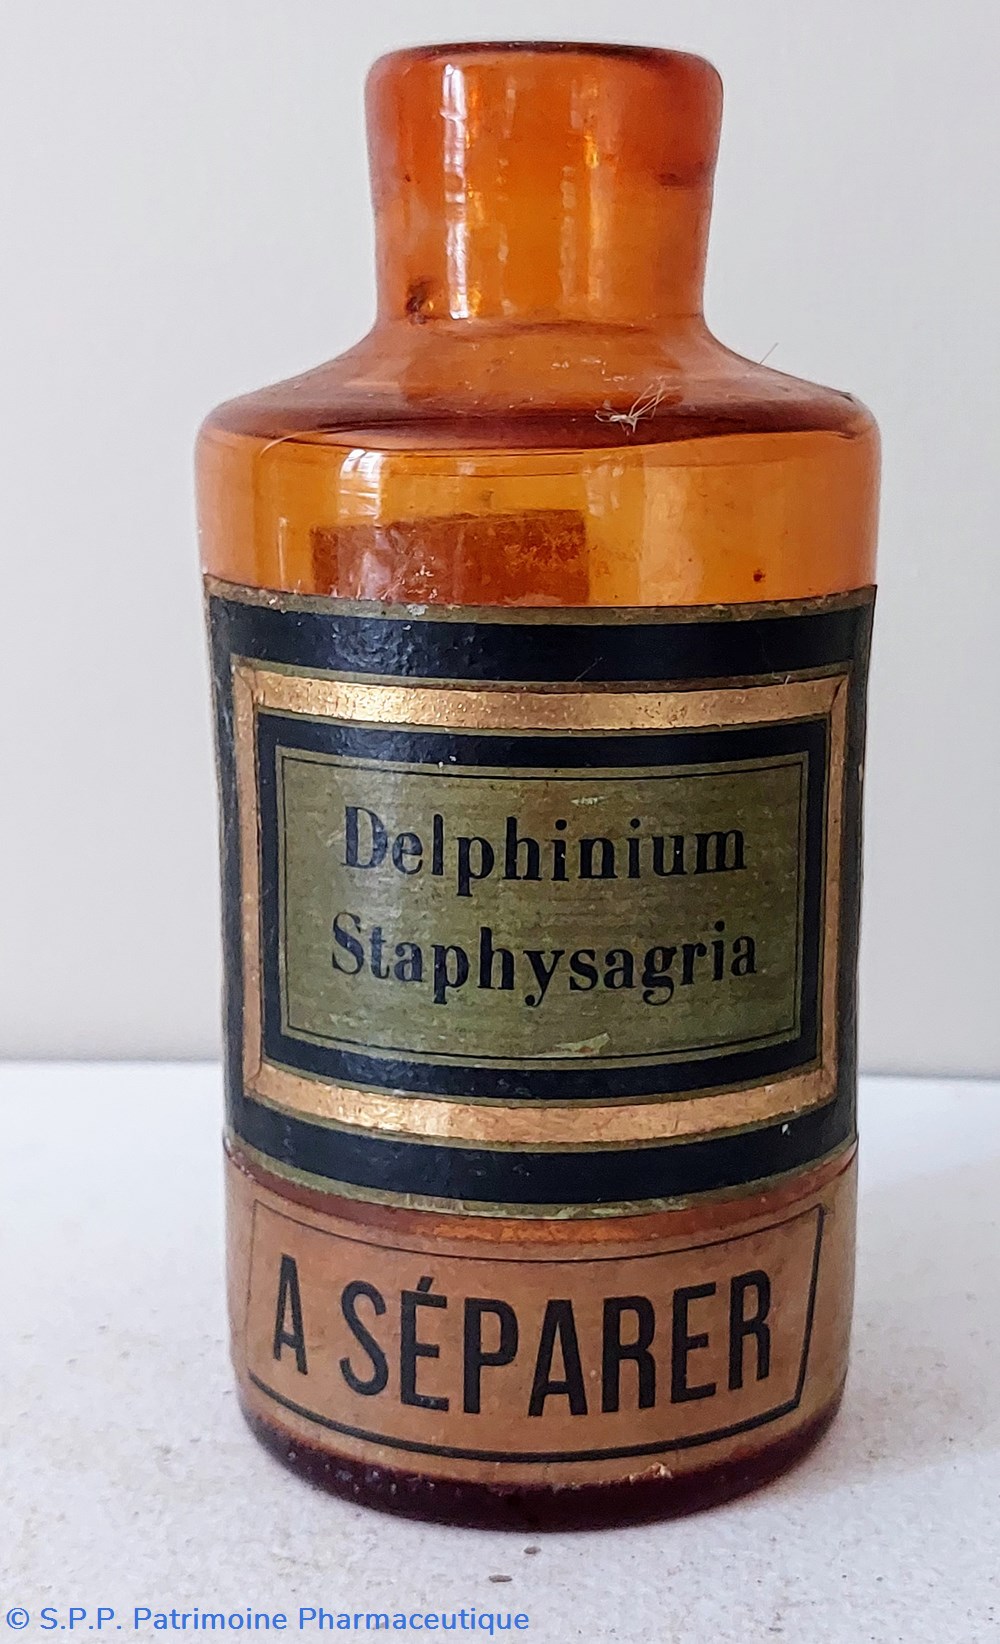 Delphinium
Staphysagria
A SÉPARER
© S.P.P. Patrimoine Pharmaceutique